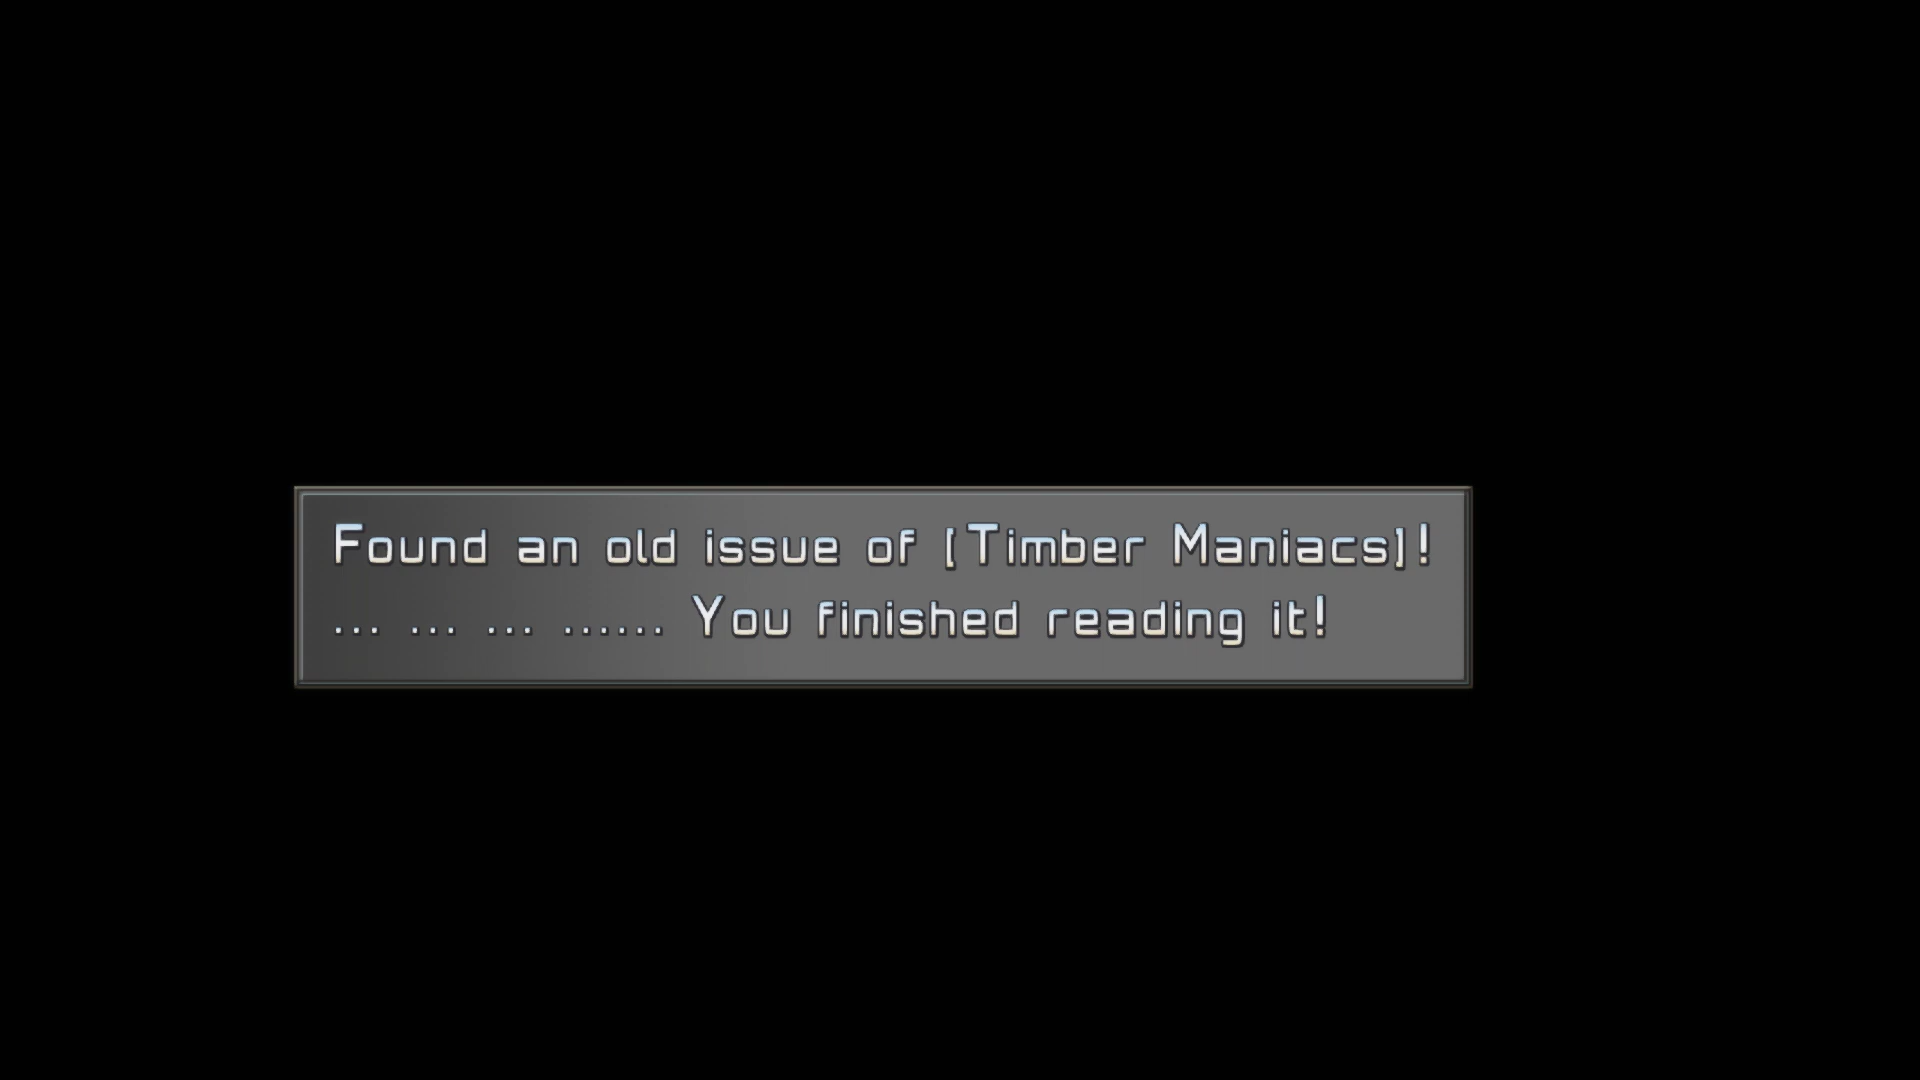 Found an old issue of [Timber Maniacs]!
... ... ... ...... You finished reading it!